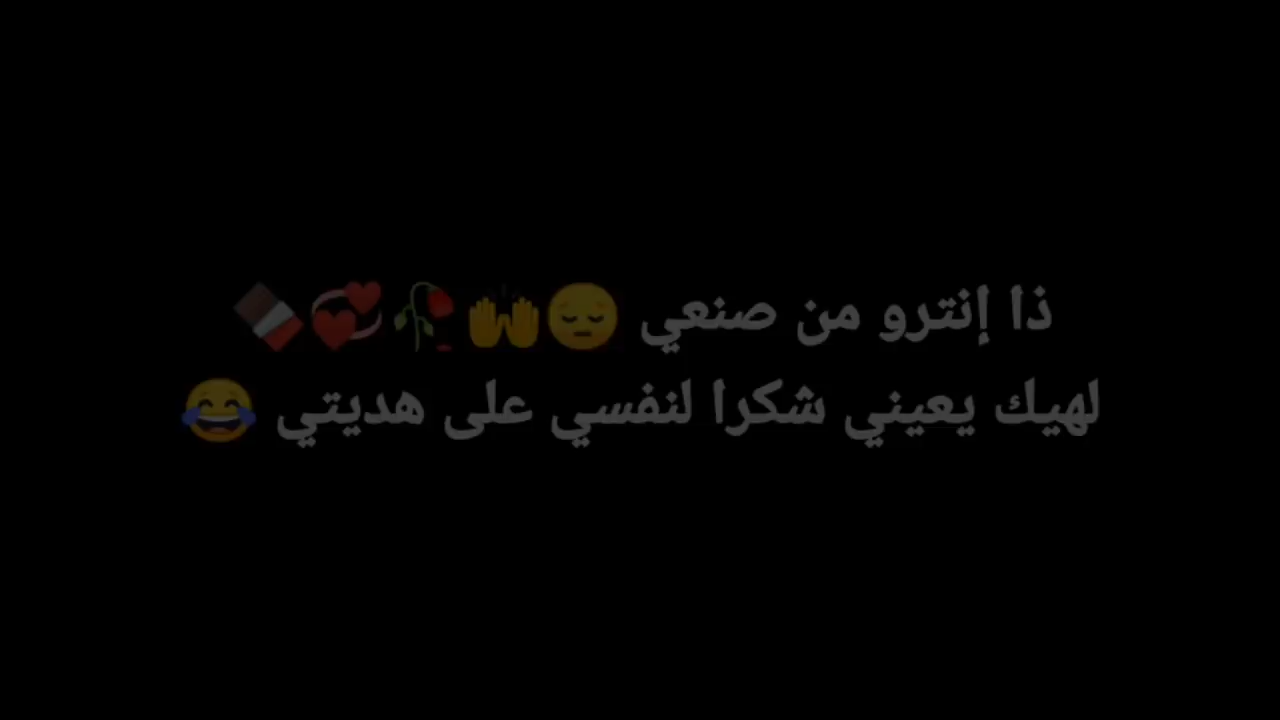 ذا إنترو من صنعي 😔🙌🥀💞🍫
لهيك يعيني شكرا لنفسي على هديتي 😂